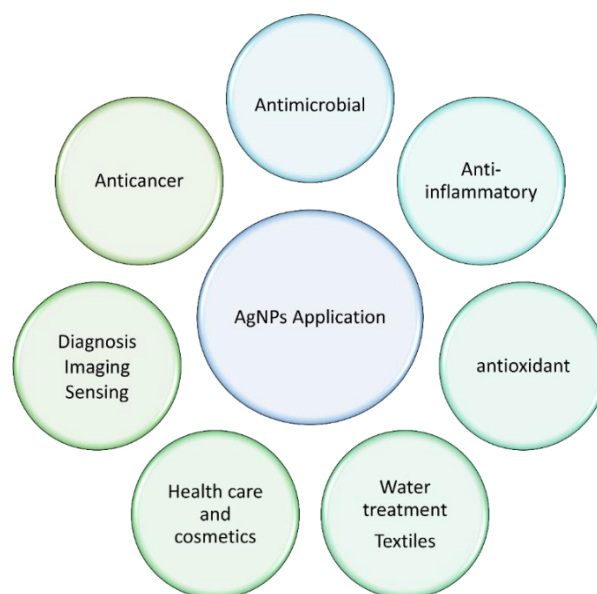 Antimicrobial
Anti-
inflammatory
antioxidant
Water
treatment
Textiles
Health care
and
cosmetics
Diagnosis
Imaging
Sensing
Anticancer
AgNPs Application